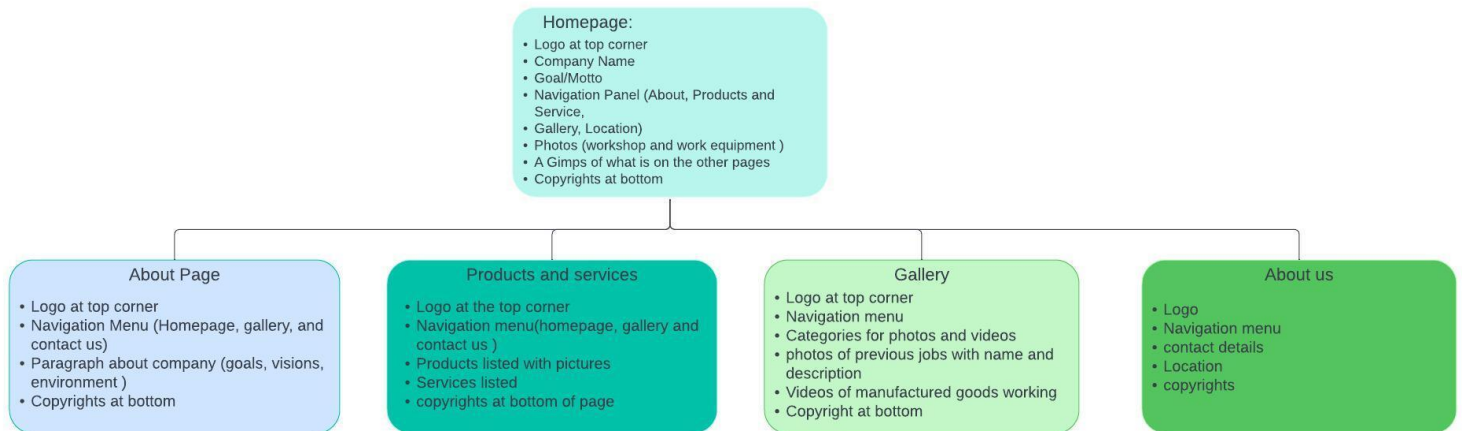 Homepage:
• Logo at top corner
• Company Name
• Goal/Motto
• Navigation Panel (About, Products and
Service,
• Gallery, Location)
• Photos (workshop and work equipment )
• A Gimps of what is on the other pages
• Copyrights at bottom
About Page
• Logo at top corner
• Navigation Menu (Homepage, gallery, and
contact us)
• Paragraph about company (goals, visions,
environment )
• Copyrights at bottom
Products and services
• Logo at the top corner
• Navigation menu(homepage, gallery and
contact us )
• Products listed with pictures
• Services listed
• copyrights at bottom of page
Gallery
• Logo at top corner
• Navigation menu
• Categories for photos and videos
• photos of previous jobs with name and
description
• Videos of manufactured goods working
• Copyright at bottom
About us
• Logo
• Navigation menu
• contact details
• Location
• copyrights